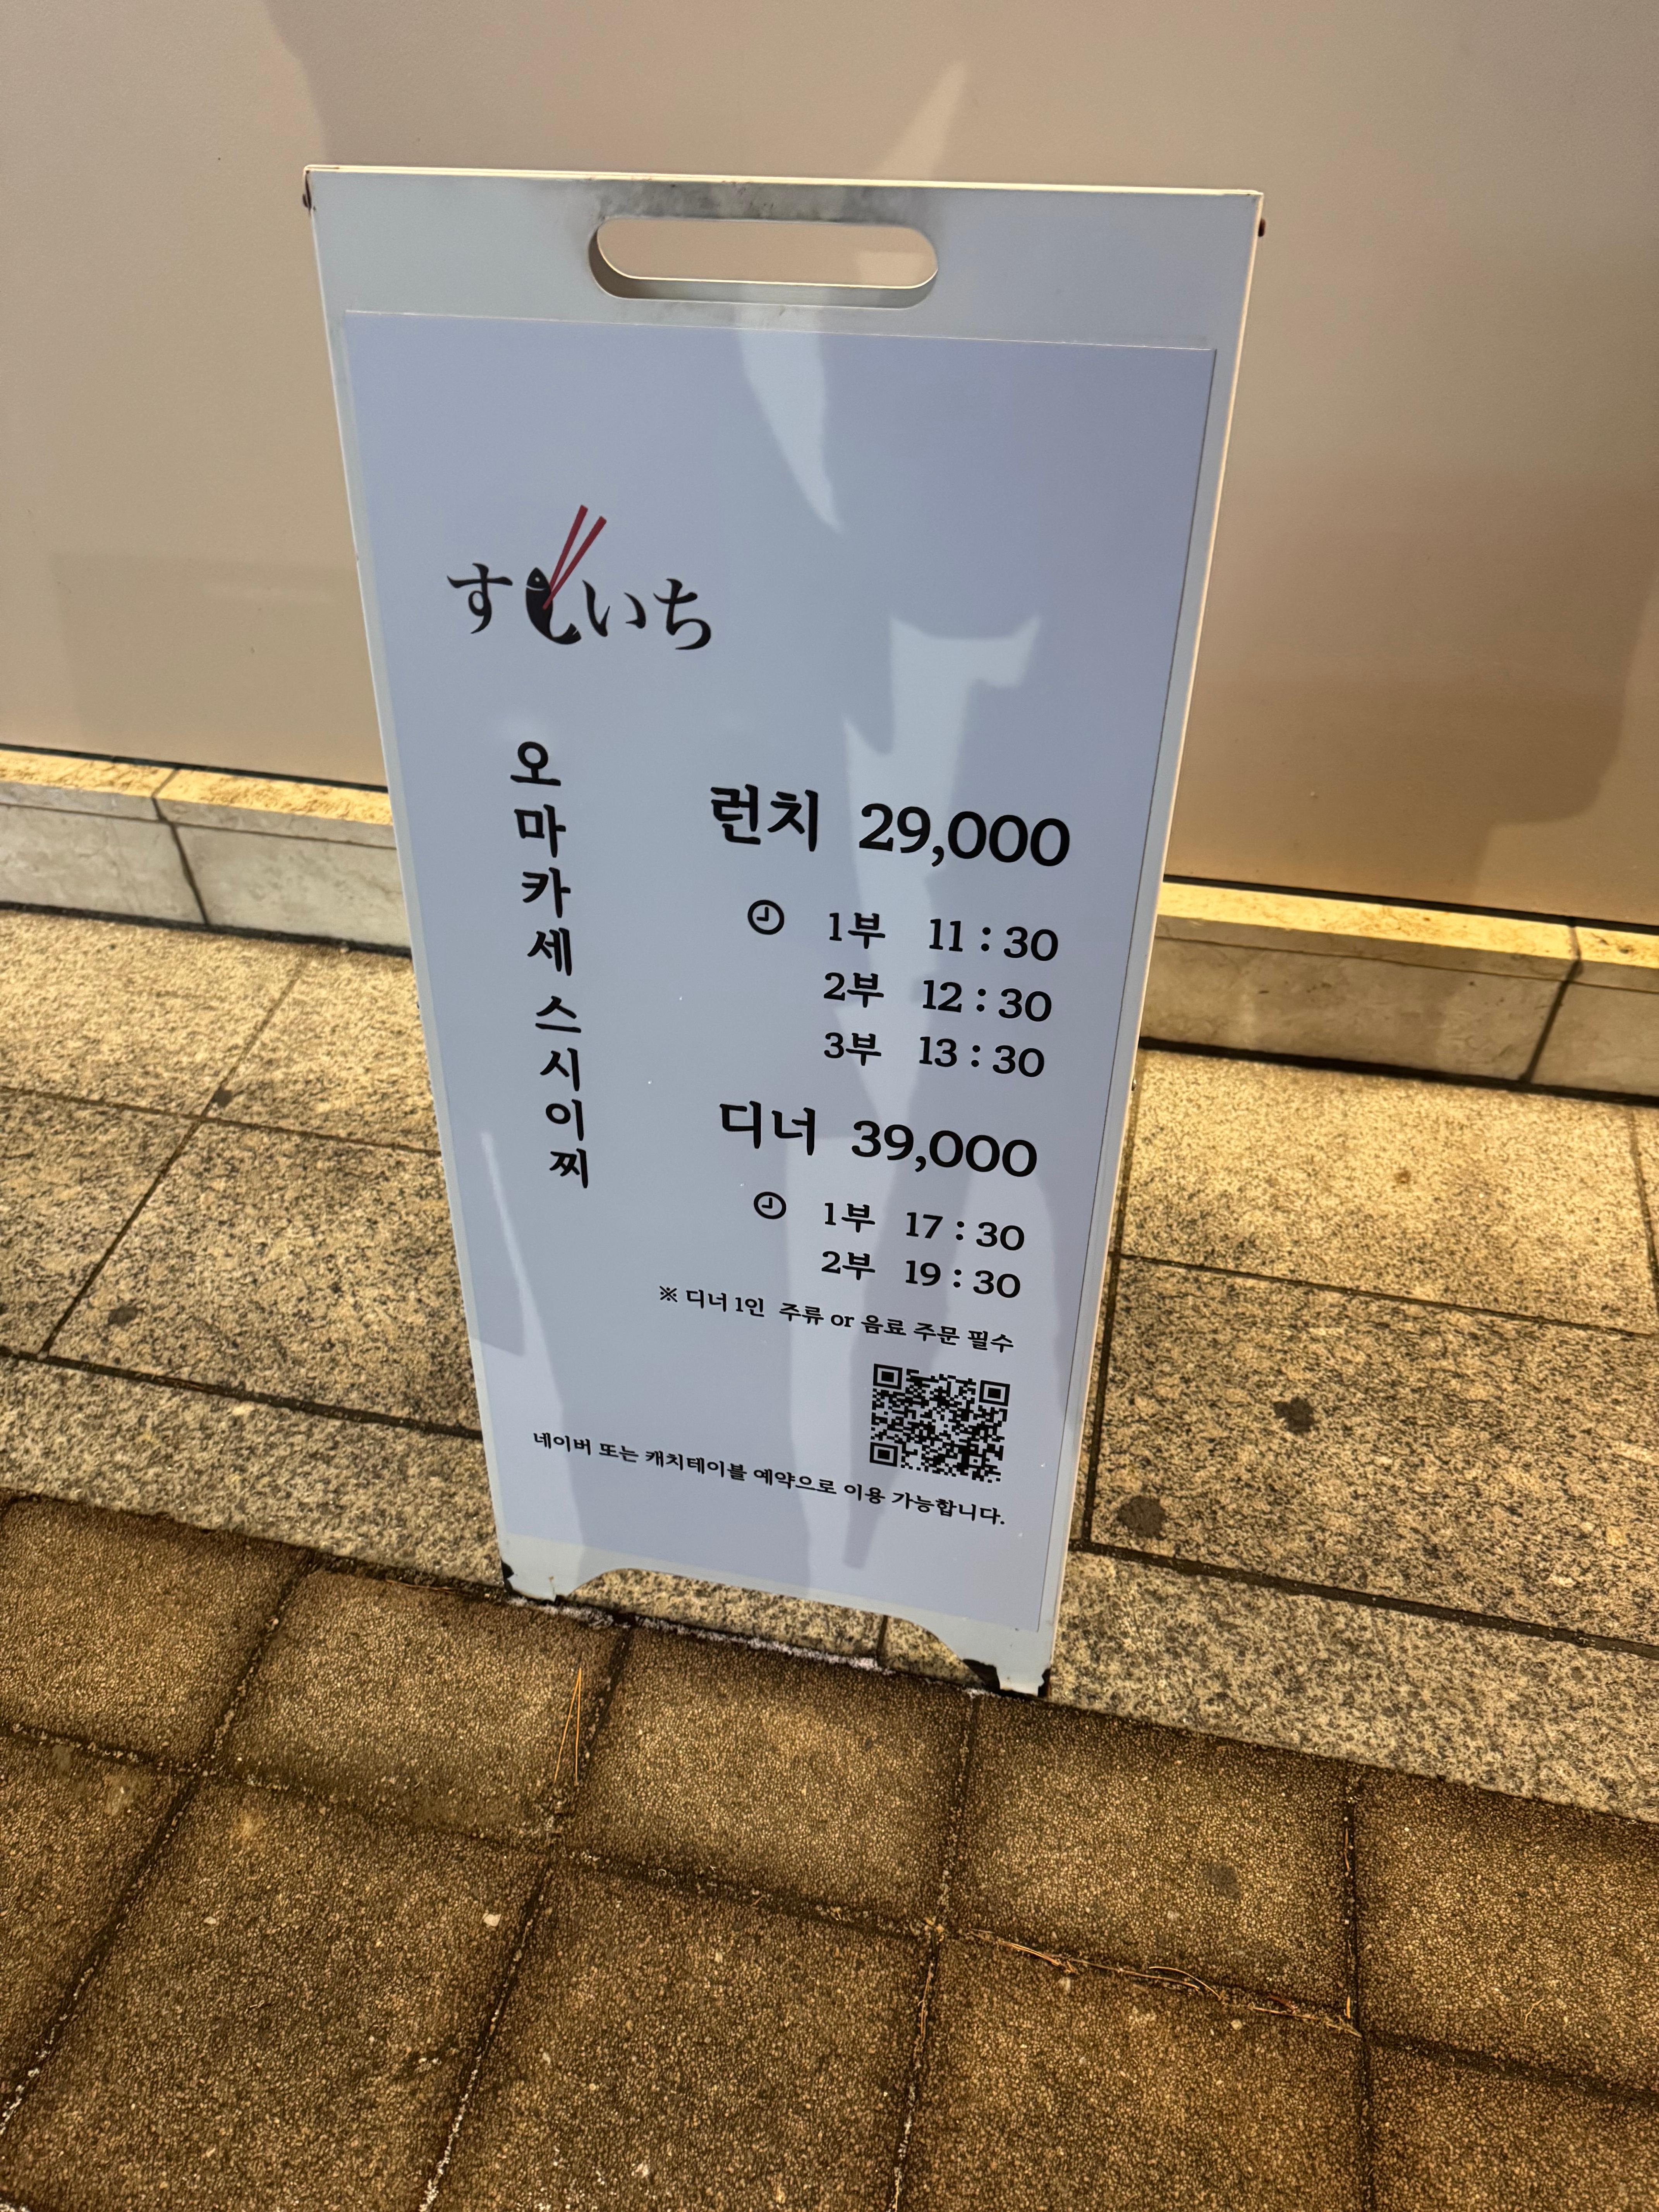 すしいち
오마카세 스시이찌
런치 29,000
1부 11 : 30
2부 12 : 30
3부 13 : 30
디너 39,000
1부 17 : 30
2부 19 : 30
※ 디너 1인 주류 or 음료 주문 필수
네이버 또는 캐치테이블 예약으로 이용 가능합니다.